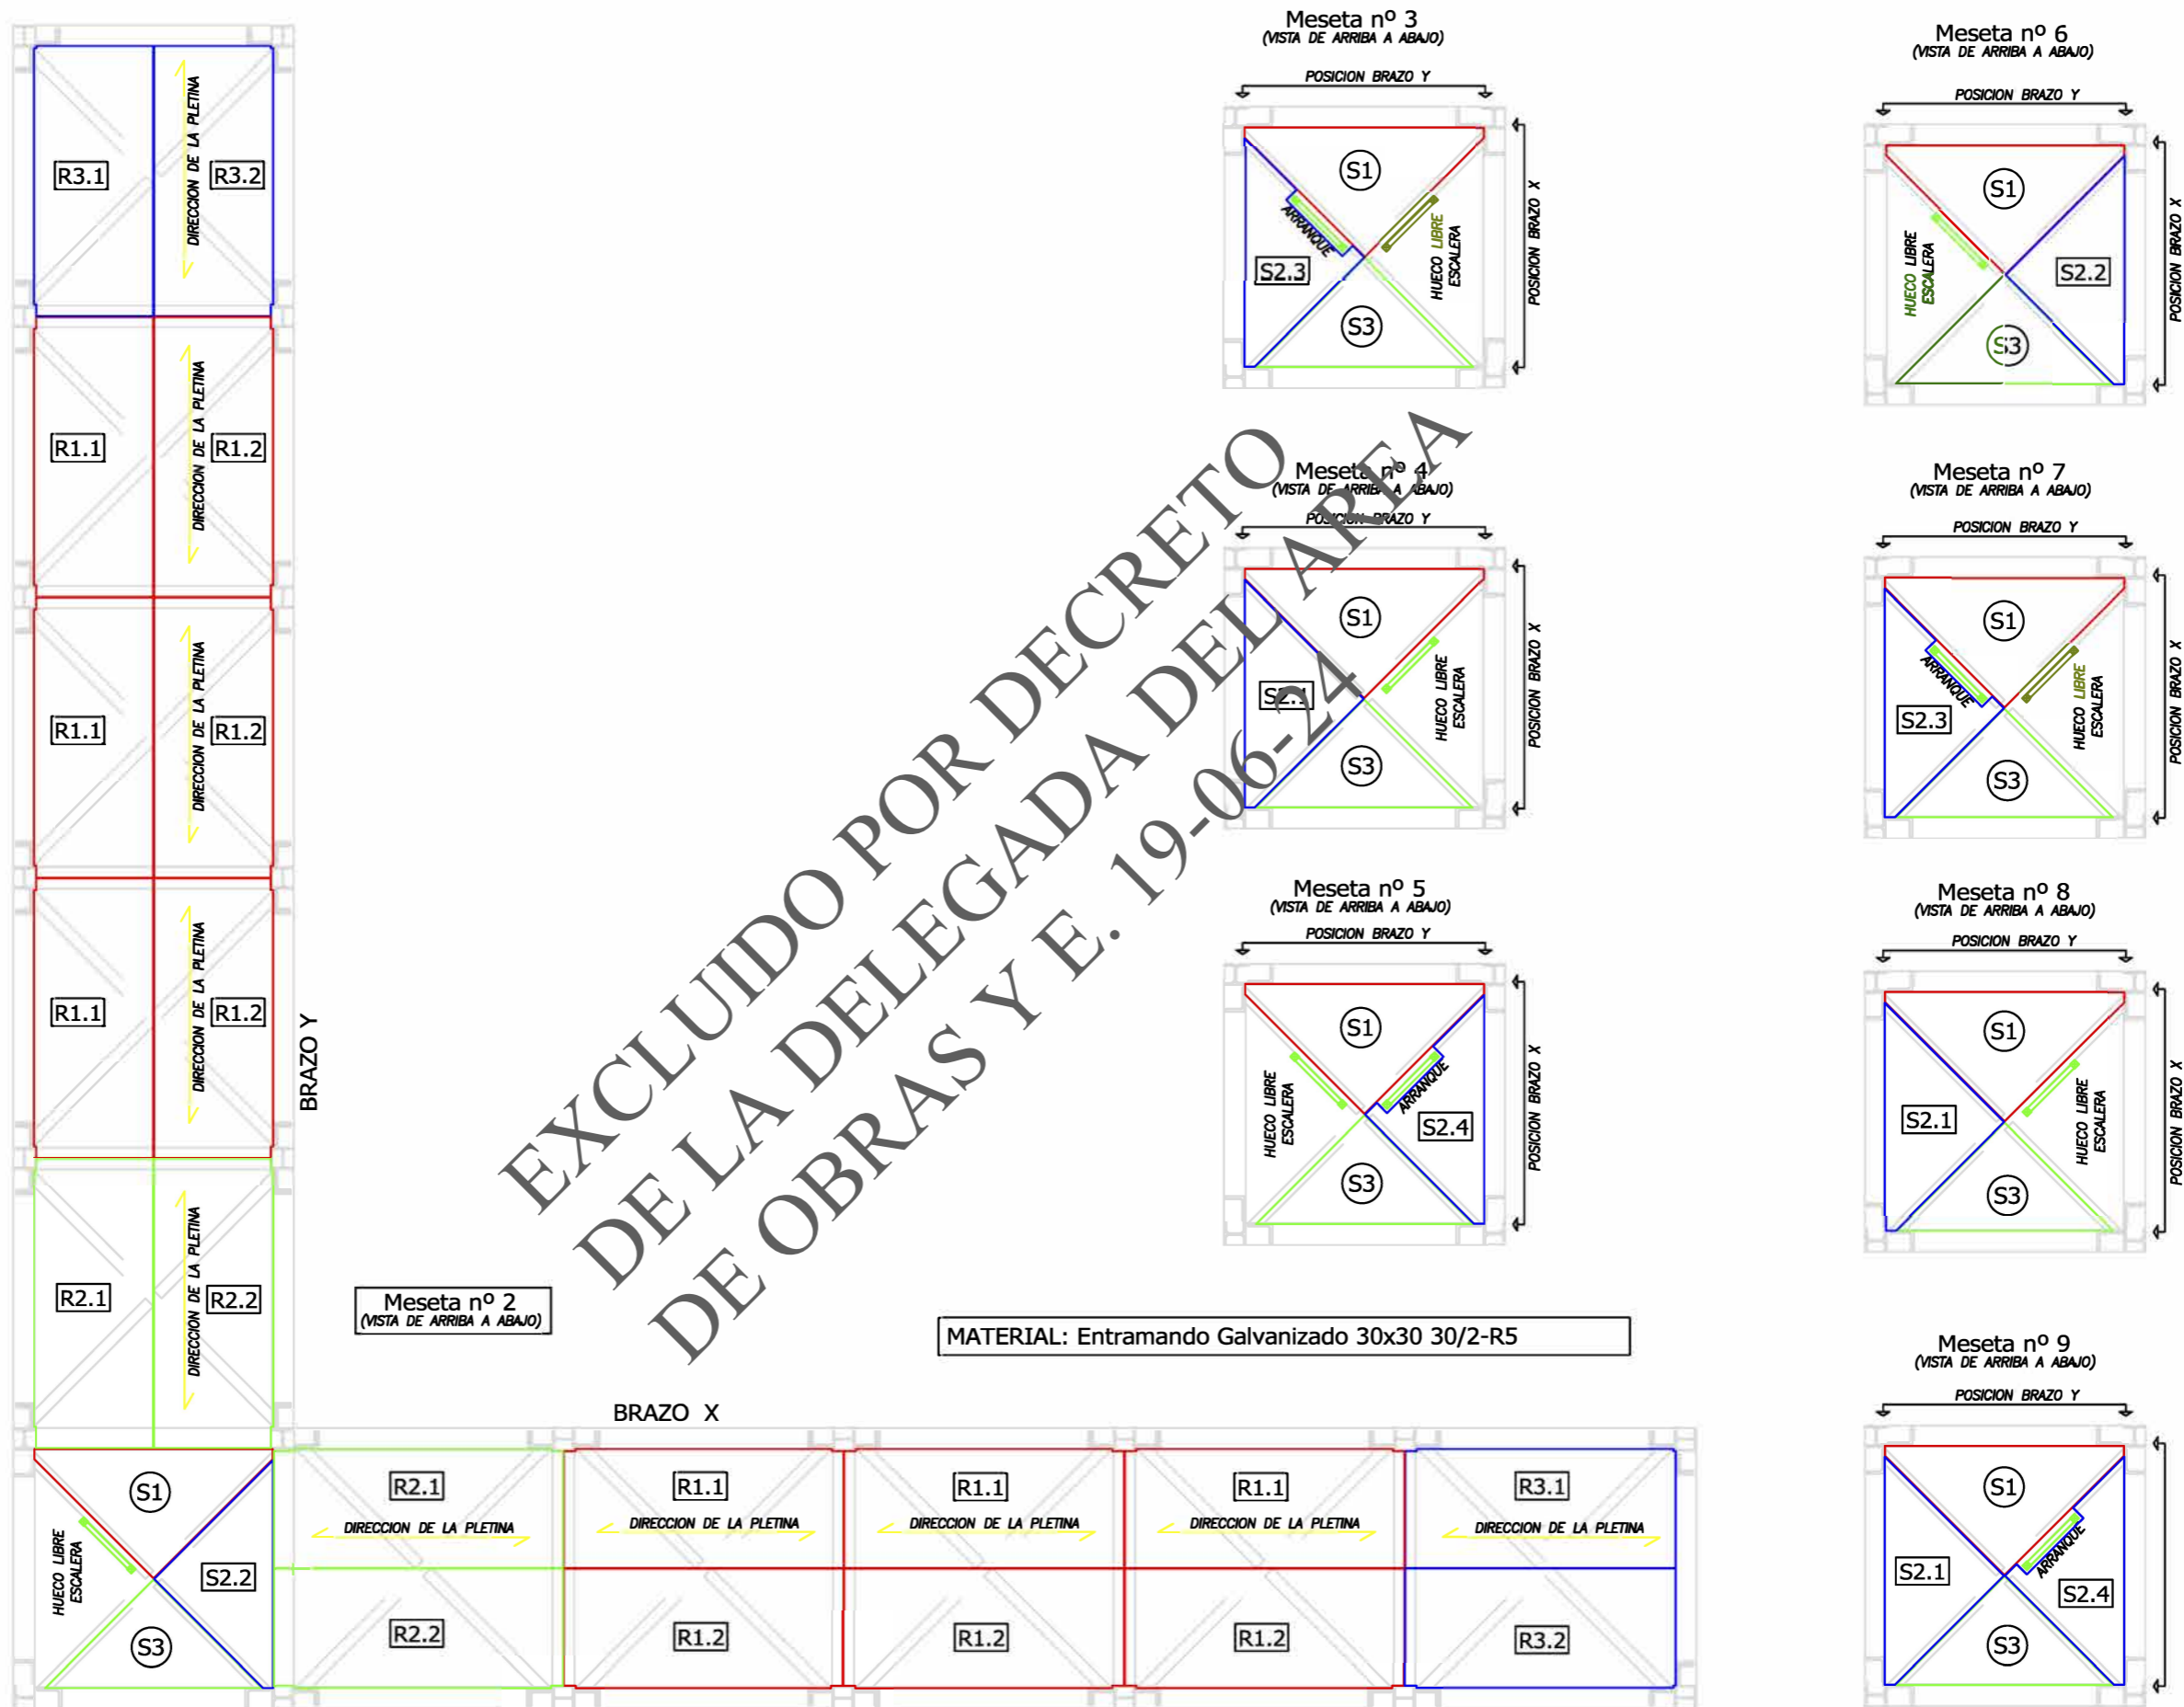 R3.1
DIRECCION DE LA PLETINA
R3.2
R1.1
DIRECCION DE LA PLETINA
R1.2
R1.1
DIRECCION DE LA PLETINA
R1.2
R1.1
DIRECCION DE LA PLETINA
R1.2
BRAZO Y
R2.1
DIRECCION DE LA PLETINA
R2.2
Meseta nº 2
(VISTA DE ARRIBA A ABAJO)
MATERIAL: Entramando Galvanizado 30x30 30/2-R5
BRAZO X
S1
HUECO LIBRE
ESCALERA
S2.2
S3
R2.1
DIRECCION DE LA PLETINA
R2.2
R1.1
DIRECCION DE LA PLETINA
R1.2
R1.1
DIRECCION DE LA PLETINA
R1.2
R1.1
DIRECCION DE LA PLETINA
R1.2
R3.1
DIRECCION DE LA PLETINA
R3.2
EXCLUIDO POR DECRETO
DE LA DELEGADA DEL AREA
DE OBRAS Y E. 19-06-24
Meseta nº 3
(VISTA DE ARRIBA A ABAJO)
POSICION BRAZO Y
S1
ARRANQUE
S2.3
HUECO LIBRE
ESCALERA
S3
POSICION BRAZO X
Meseta nº 4
(VISTA DE ARRIBA A ABAJO)
POSICION BRAZO Y
S1
S2.1
HUECO LIBRE
ESCALERA
S3
POSICION BRAZO X
Meseta nº 5
(VISTA DE ARRIBA A ABAJO)
POSICION BRAZO Y
S1
HUECO LIBRE
ESCALERA
ARRANQUE
S2.4
S3
POSICION BRAZO X
Meseta nº 6
(VISTA DE ARRIBA A ABAJO)
POSICION BRAZO Y
S1
HUECO LIBRE
ESCALERA
S2.2
S3
POSICION BRAZO X
Meseta nº 7
(VISTA DE ARRIBA A ABAJO)
POSICION BRAZO Y
S1
ARRANQUE
S2.3
HUECO LIBRE
ESCALERA
S3
POSICION BRAZO X
Meseta nº 8
(VISTA DE ARRIBA A ABAJO)
POSICION BRAZO Y
S1
S2.1
HUECO LIBRE
ESCALERA
S3
POSICION BRAZO X
Meseta nº 9
(VISTA DE ARRIBA A ABAJO)
POSICION BRAZO Y
S1
S2.1
ARRANQUE
S2.4
S3
POSICION BRAZO X